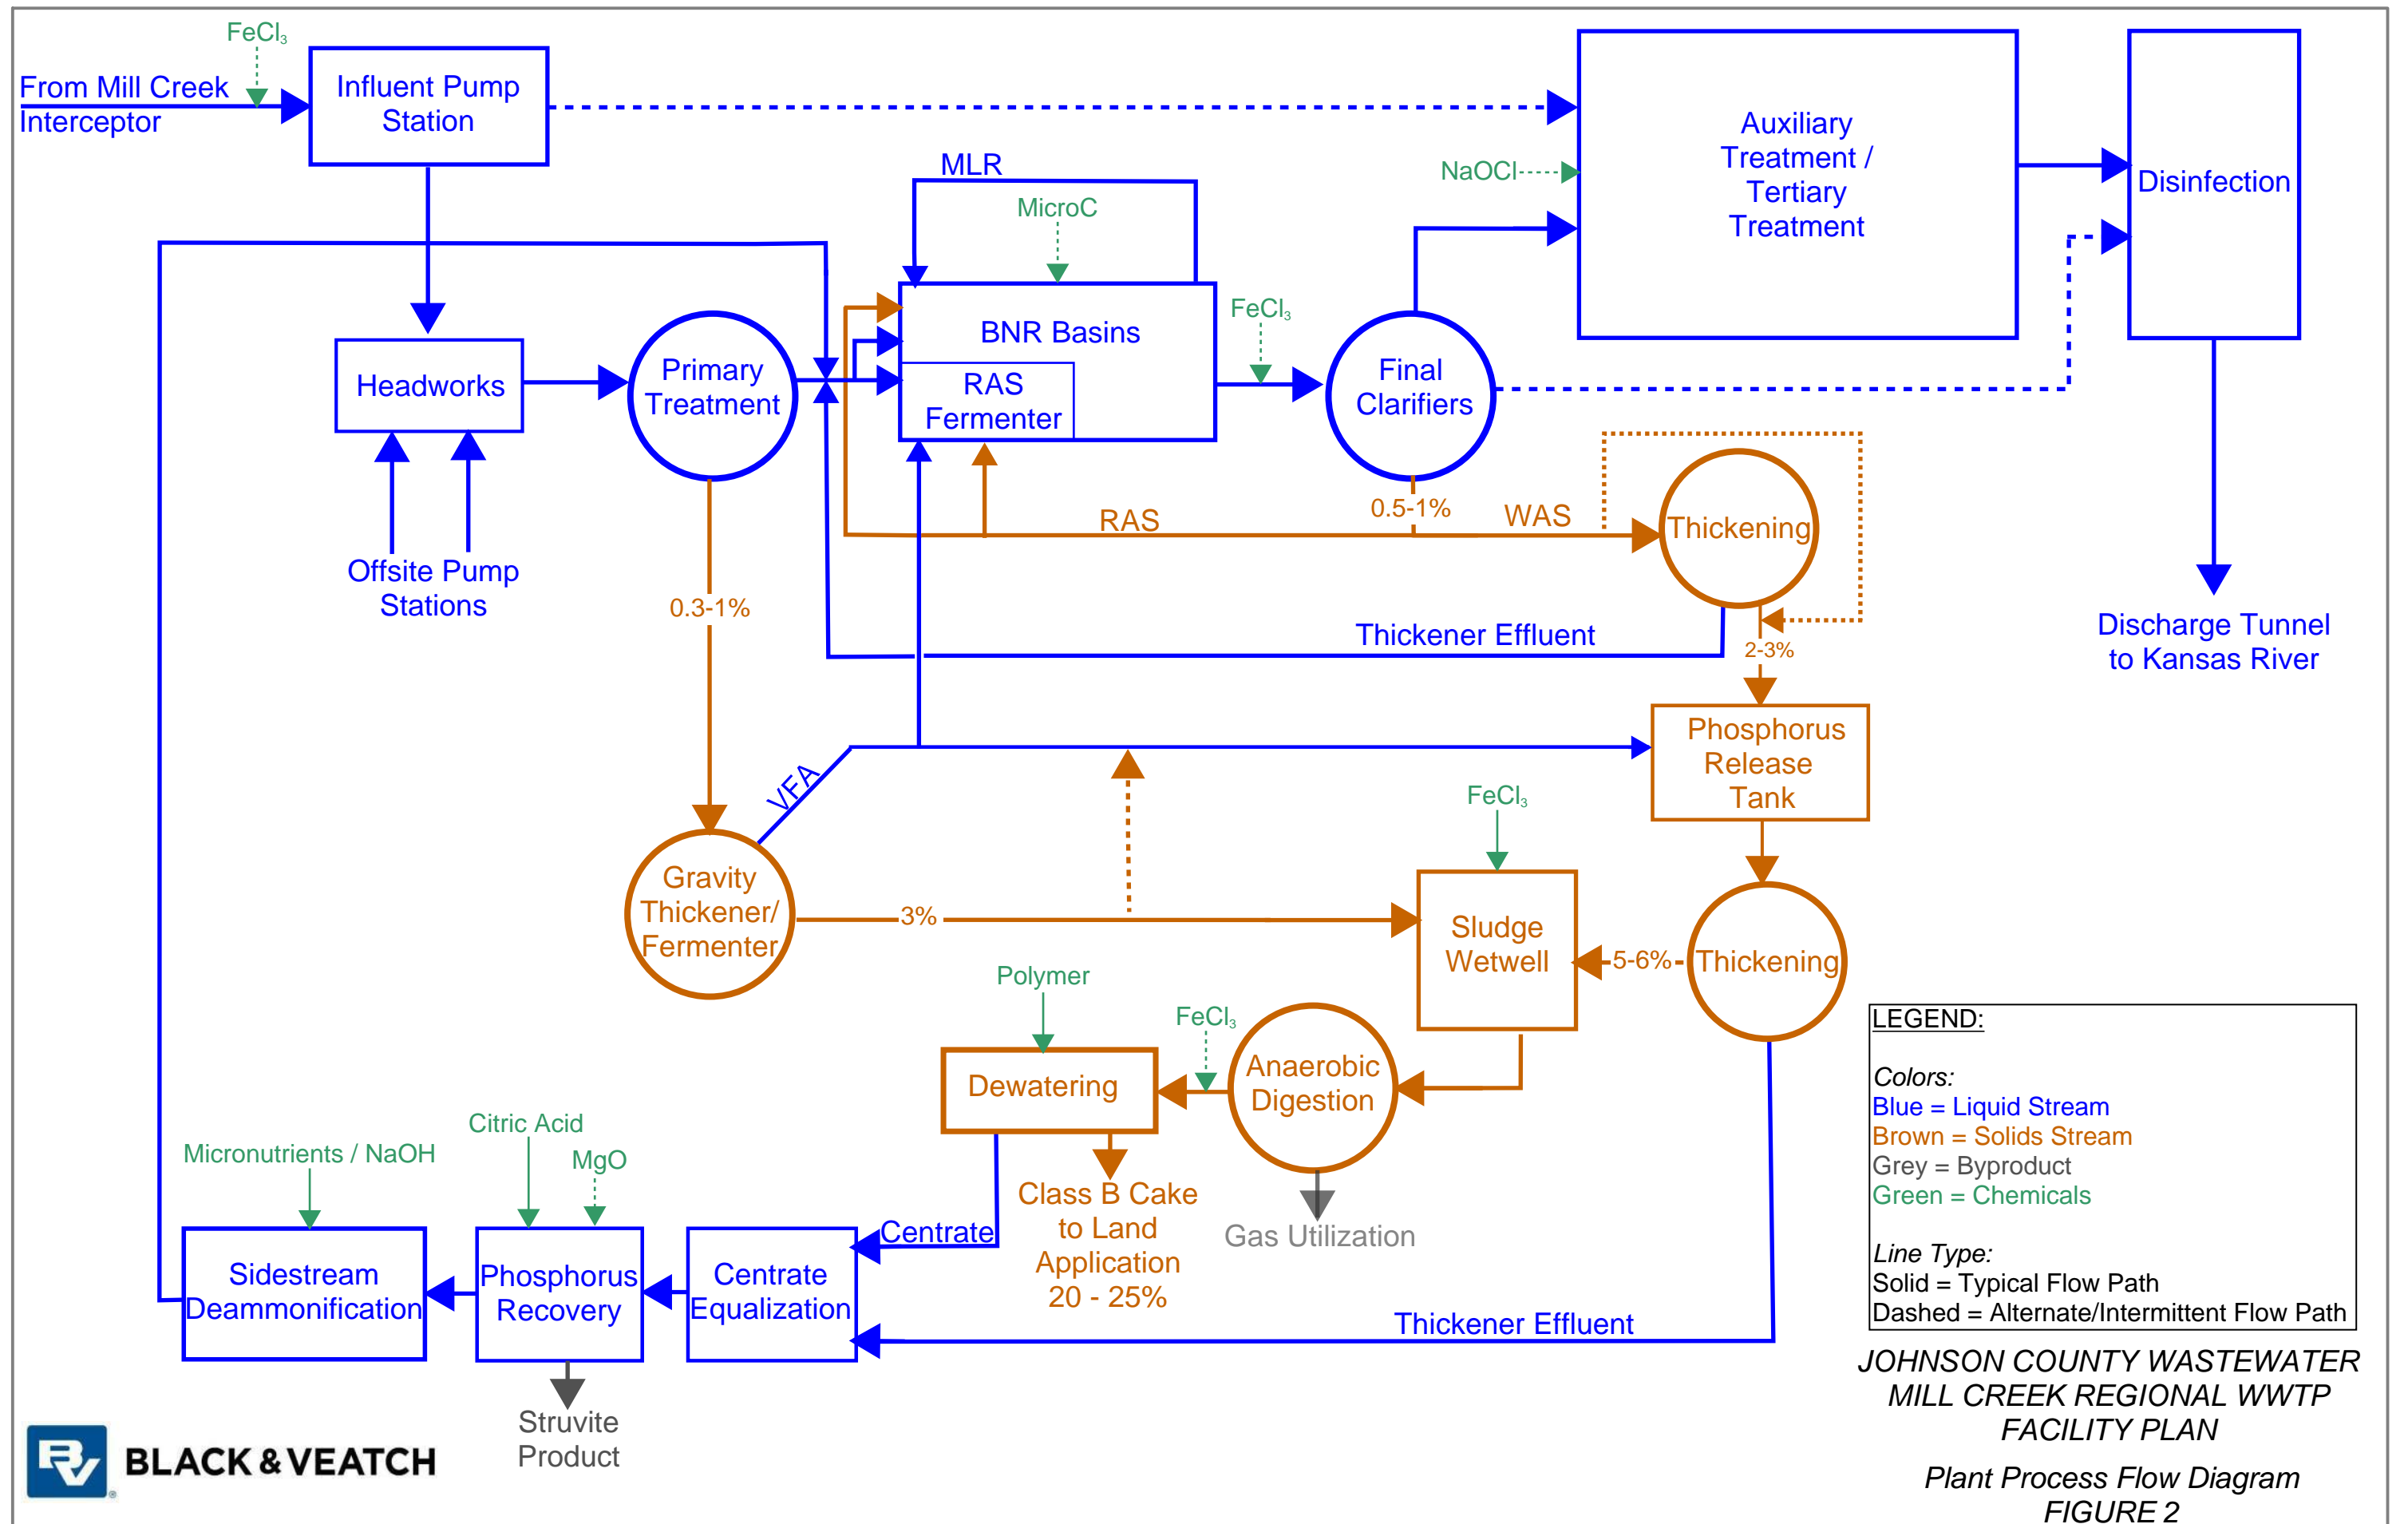 FeCl₃
From Mill Creek
Interceptor
Influent Pump
Station
Auxiliary
Treatment /
Tertiary
Treatment
Disinfection
MLR
NaOCl
MicroC
BNR Basins
RAS
Fermenter
FeCl₃
Headworks
Primary
Treatment
Final
Clarifiers
Offsite Pump
Stations
0.3-1%
RAS
0.5-1%
WAS
Thickening
Thickener Effluent
2-3%
Discharge Tunnel
to Kansas River
Phosphorus
Release
Tank
VFA
FeCl₃
Gravity
Thickener/
Fermenter
3%
Sludge
Wetwell
5-6%
Thickening
Polymer
FeCl₃
Dewatering
Anaerobic
Digestion
Citric Acid
Micronutrients / NaOH
MgO
Class B Cake
to Land
Application
20 - 25%
Gas Utilization
Centrate
Sidestream
Deammonification
Phosphorus
Recovery
Centrate
Equalization
Thickener Effluent
Struvite
Product
LEGEND:
Colors:
Blue = Liquid Stream
Brown = Solids Stream
Grey = Byproduct
Green = Chemicals
Line Type:
Solid = Typical Flow Path
Dashed = Alternate/Intermittent Flow Path
JOHNSON COUNTY WASTEWATER
MILL CREEK REGIONAL WWTP
FACILITY PLAN
Plant Process Flow Diagram
FIGURE 2
BV
BLACK & VEATCH